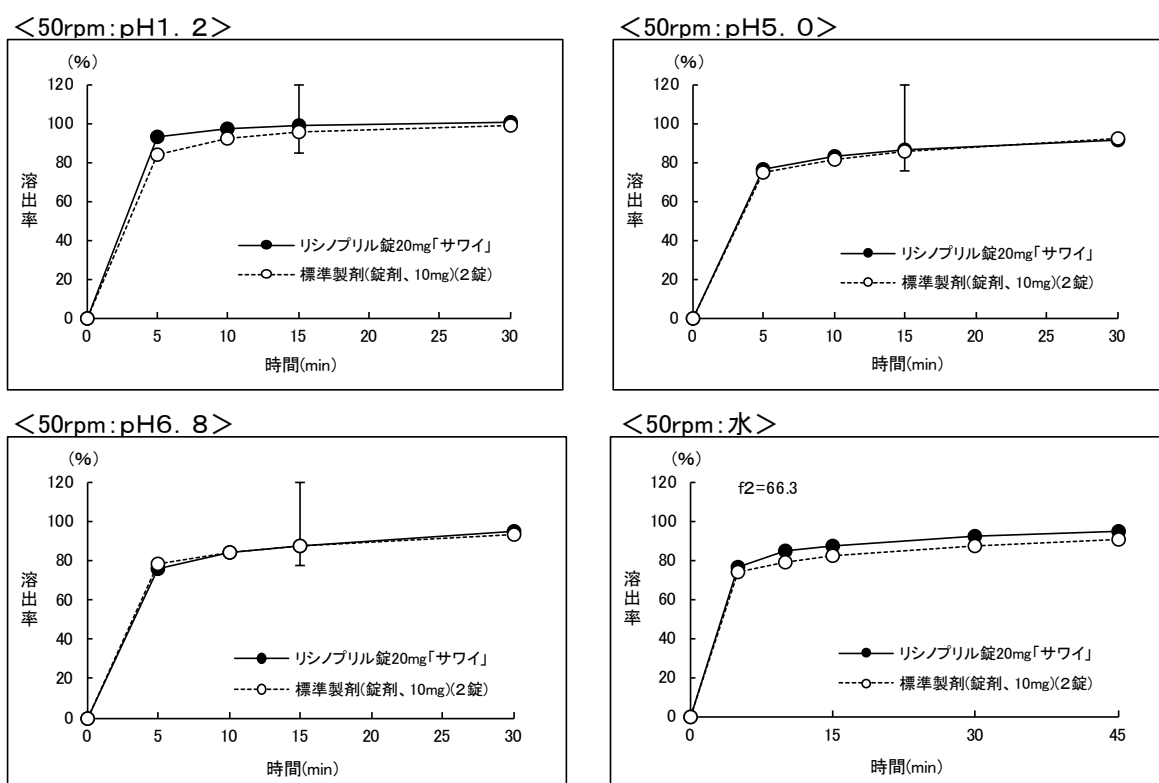 ＜50rpm：pH1．2＞
(%)
120
100
80
60
40
20
0
溶出率
リシノプリル錠20mg「サワイ」
標準製剤(錠剤、10mg)(2錠)
0 5 10 15 20 25 30
時間(min)
＜50rpm：pH5．0＞
(%)
120
100
80
60
40
20
0
溶出率
リシノプリル錠20mg「サワイ」
標準製剤(錠剤、10mg)(2錠)
0 5 10 15 20 25 30
時間(min)
＜50rpm：pH6．8＞
(%)
120
100
80
60
40
20
0
溶出率
リシノプリル錠20mg「サワイ」
標準製剤(錠剤、10mg)(2錠)
0 5 10 15 20 25 30
時間(min)
＜50rpm：水＞
(%)
f2=66.3
120
100
80
60
40
20
0
溶出率
リシノプリル錠20mg「サワイ」
標準製剤(錠剤、10mg)(2錠)
0 15 30 45
時間(min)